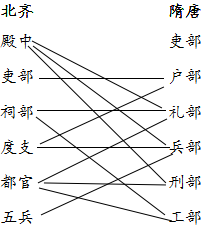 北齐 隋唐
殿中 吏部
吏部 户部
祠部 礼部
度支 兵部
都官 刑部
五兵 工部